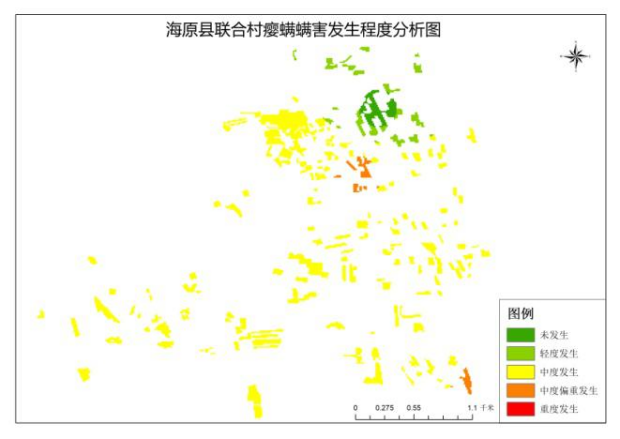 海原县联合村瘿螨螨害发生程度分析图
图例
未发生
轻度发生
中度发生
中度偏重发生
重度发生
0 0.275 0.55 1.1 千米